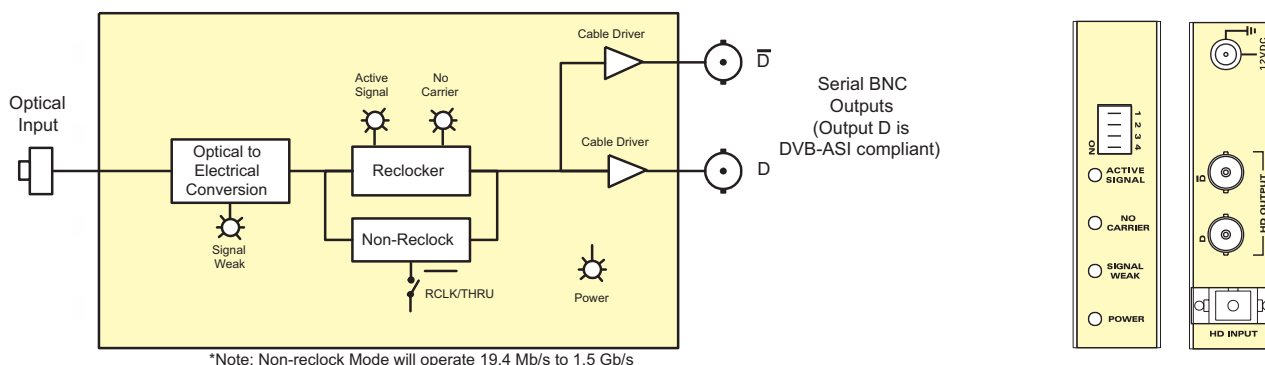 Optical
Input
Optical to
Electrical
Conversion
Signal
Weak
Active
Signal
No
Carrier
Reclocker
Non-Reclock
RCLK/THRU
Cable Driver
Cable Driver
Power
D
D
Serial BNC
Outputs
(Output D is
DVB-ASI compliant)
*Note: Non-reclock Mode will operate 19.4 Mb/s to 1.5 Gb/s
1
2
3
4
NO
ACTIVE
SIGNAL
NO
CARRIER
SIGNAL
WEAK
POWER
12VDC
D
D
HD OUTPUT
HD INPUT